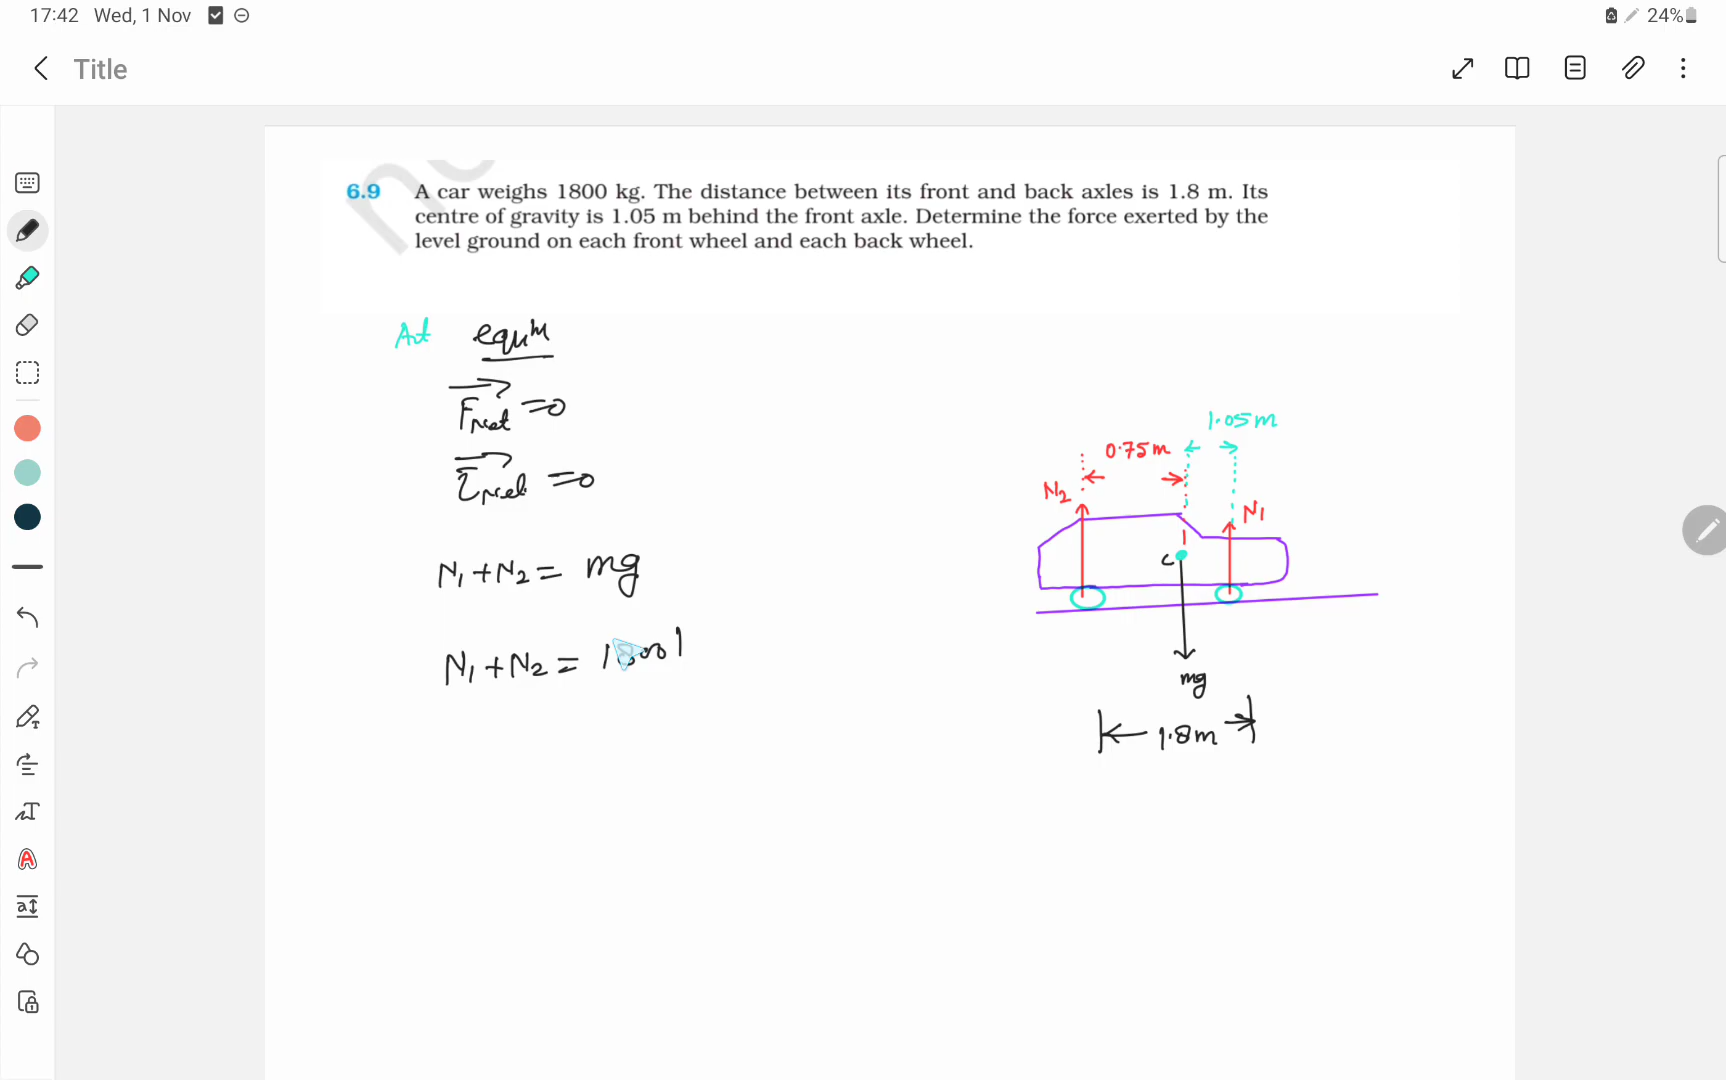 17:42 Wed, 1 Nov
24%
Title
6.9 A car weighs 1800 kg. The distance between its front and back axles is 1.8 m. Its
centre of gravity is 1.05 m behind the front axle. Determine the force exerted by the
level ground on each front wheel and each back wheel.
At equm
Fnet =0
τnet =0
N1 + N2 = mg
N1 + N2 =
1.05m
0.75m
N2
N1
C
mg
1.8m